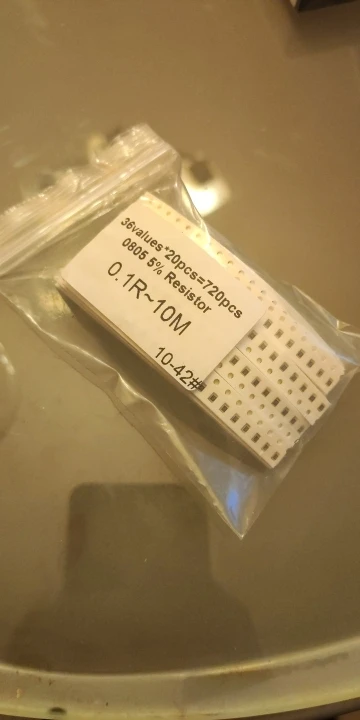 36values*20pcs=720pcs
0805 5% Resistor
0.1R~10M
10-42#